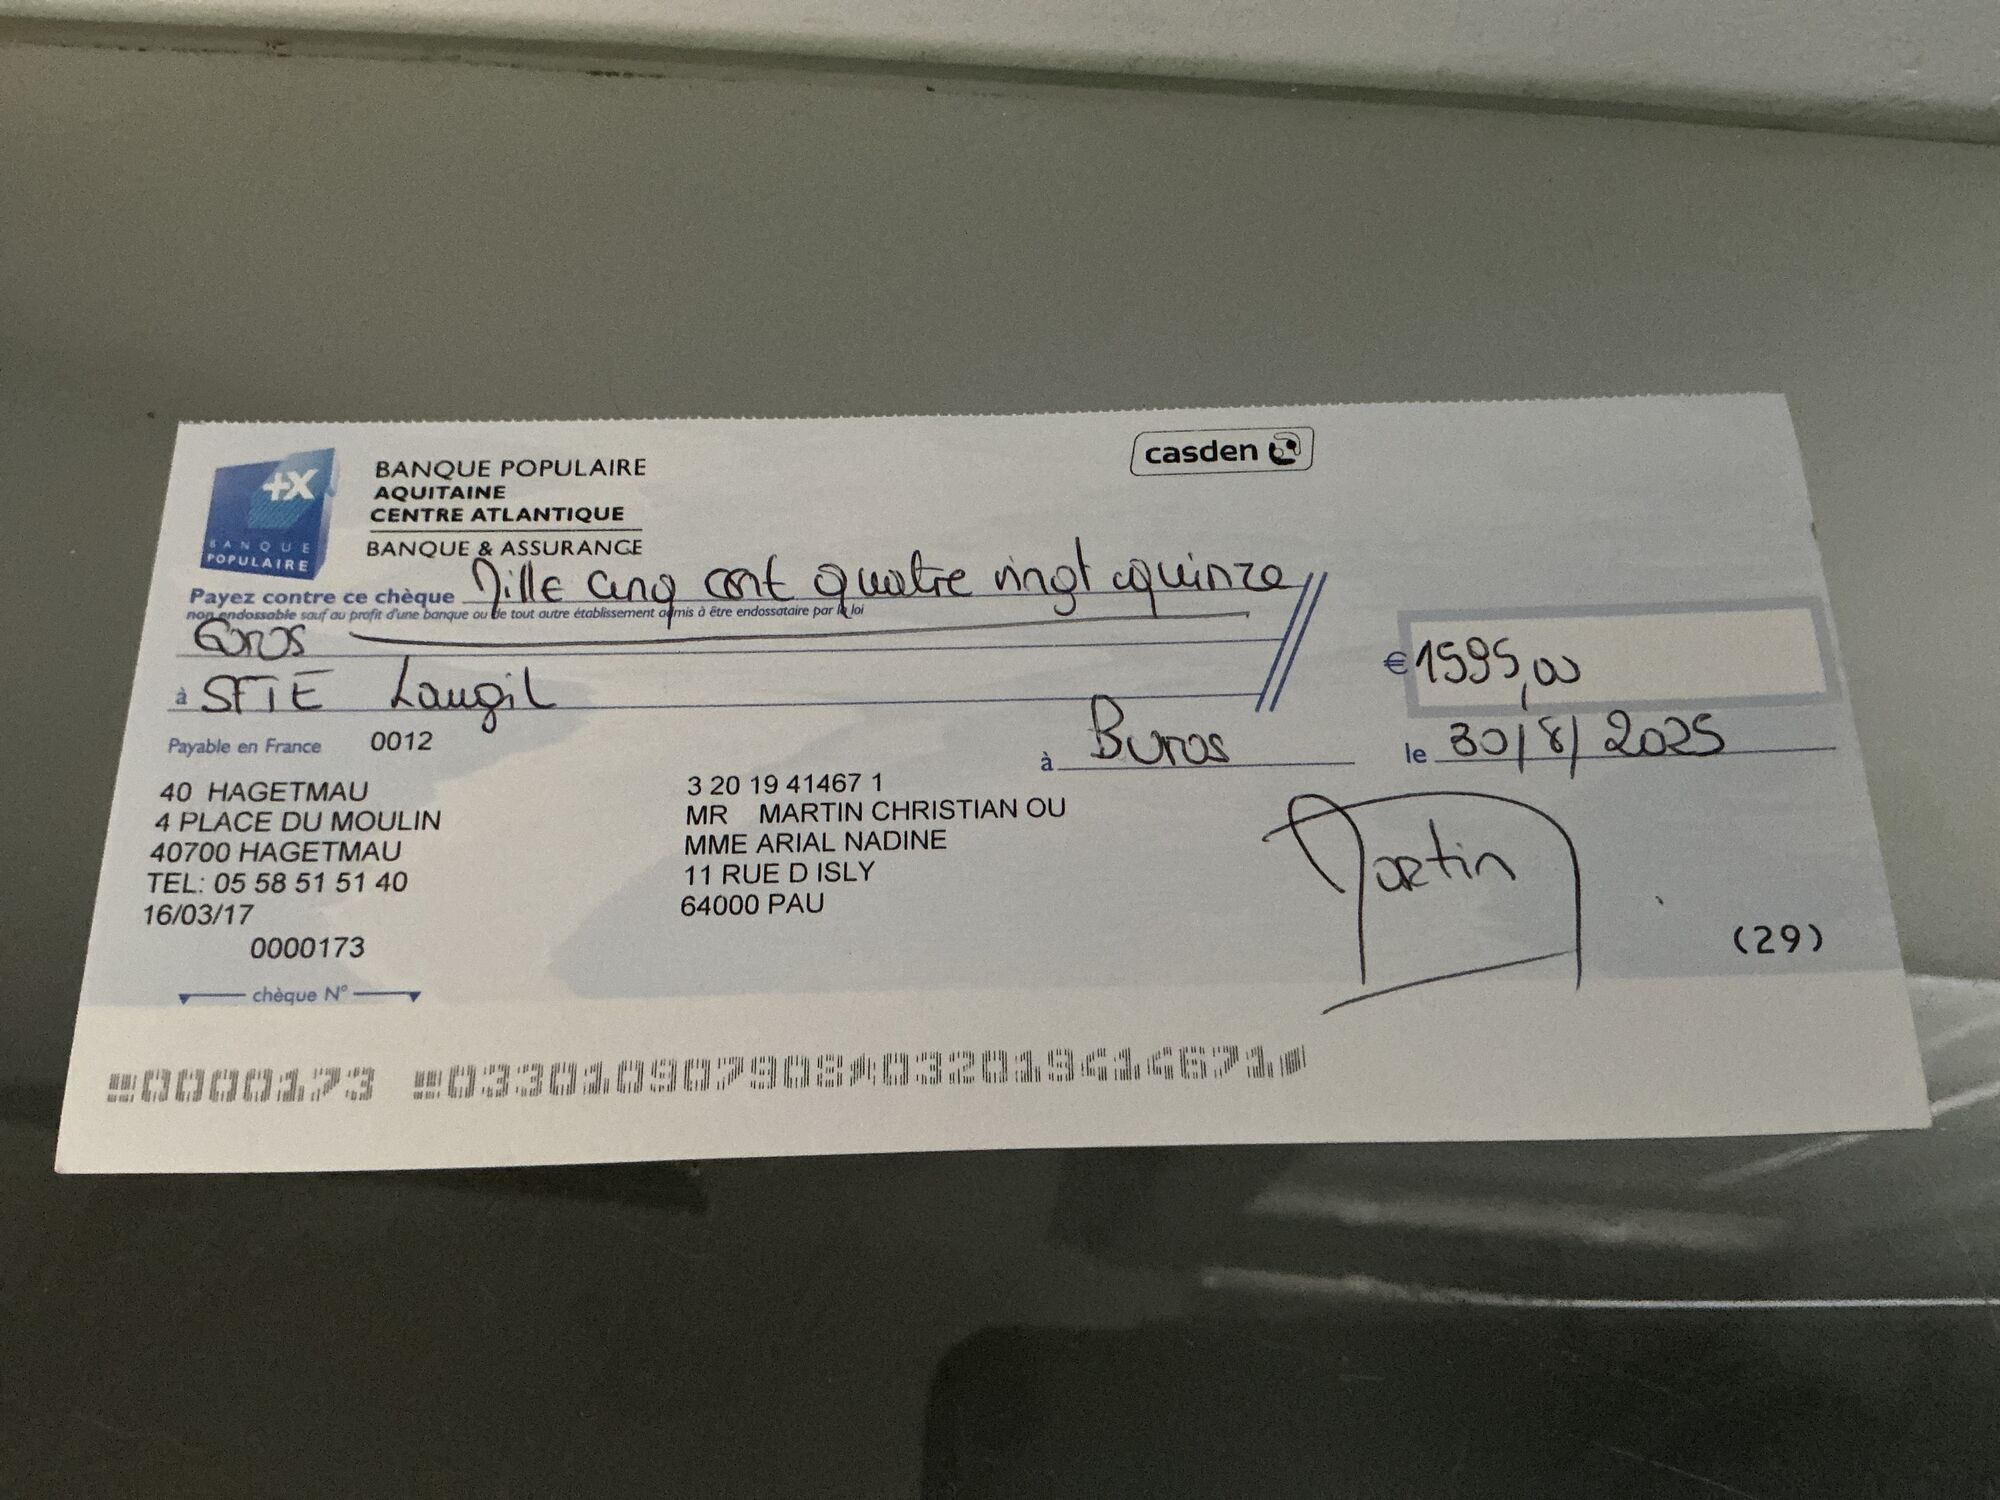 casden
+X
BANQUE
POPULAIRE
BANQUE POPULAIRE
AQUITAINE
CENTRE ATLANTIQUE
BANQUE & ASSURANCE
Payez contre ce chèque Mille cinq cent quatre vingt quinze
non endossable sauf au profit d'une banque ou de tout autre établissement admis à être endossataire par la loi
Euros
€ 1595,00
à STIE Laugil
Payable en France 0012
à Buros le 30/8/2025
40 HAGETMAU
4 PLACE DU MOULIN
40700 HAGETMAU
TEL: 05 58 51 51 40
16/03/17
0000173
chèque N°
3 20 19 41467 1
MR MARTIN CHRISTIAN OU
MME ARIAL NADINE
11 RUE D ISLY
64000 PAU
Martin
(29)
0000173 033010907908 032019414671